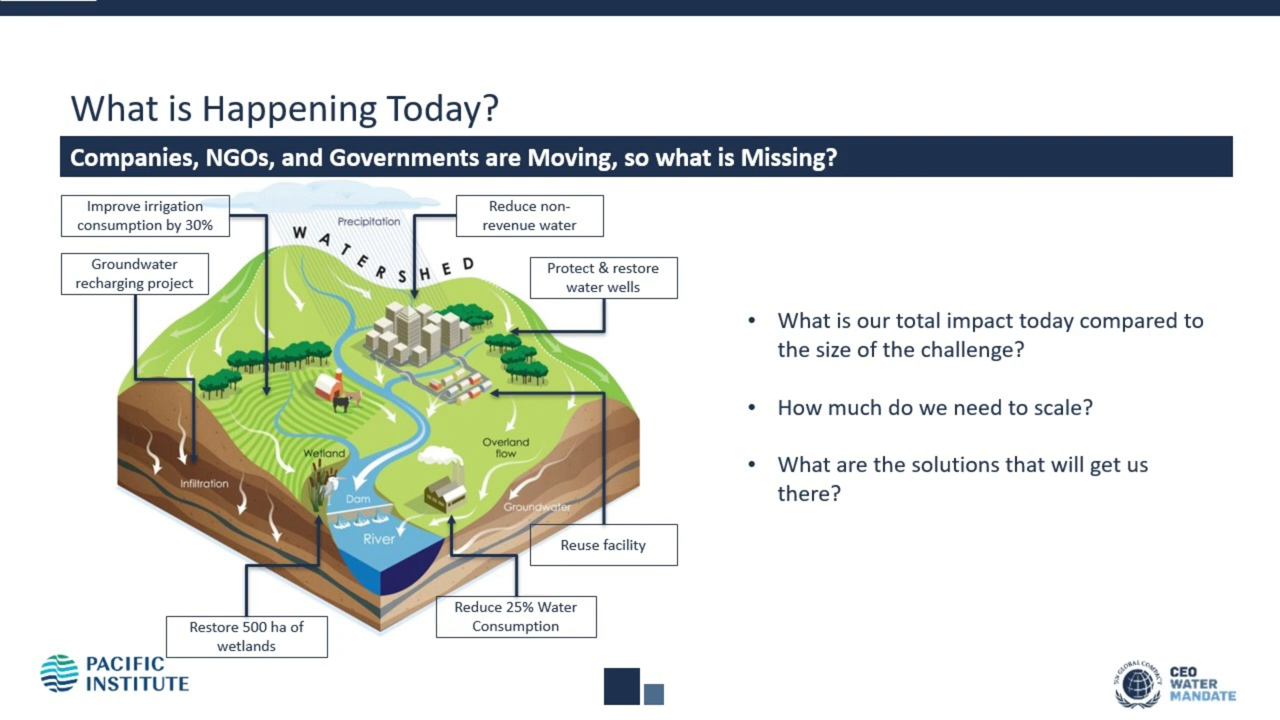 What is Happening Today?
Companies, NGOs, and Governments are Moving, so what is Missing?
Improve irrigation
consumption by 30%
Reduce non-
revenue water
Groundwater
recharging project
Protect & restore
water wells
Precipitation
WATERSHED
Wetland
Overland
flow
Infiltration
Dam
Groundwater
River
Reuse facility
Restore 500 ha of
wetlands
Reduce 25% Water
Consumption
• What is our total impact today compared to
the size of the challenge?
• How much do we need to scale?
• What are the solutions that will get us
there?
PACIFIC
INSTITUTE
UN GLOBAL COMPACT
CEO
WATER
MANDATE